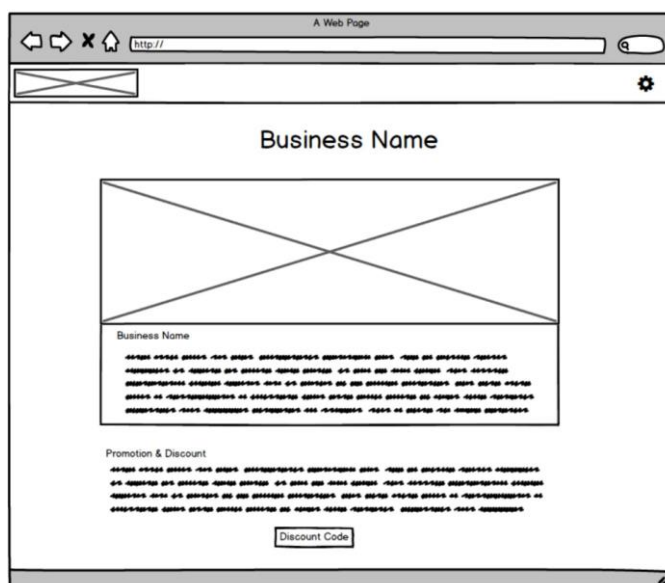 A Web Page
http://
Business Name
Business Name
Promotion & Discount
Discount Code